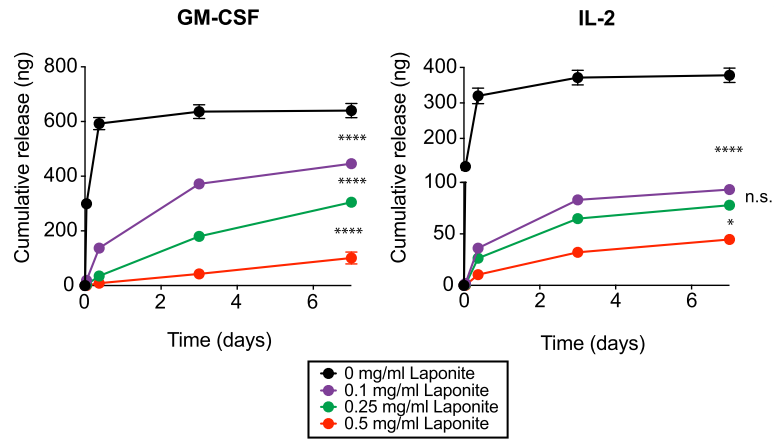 GM-CSF
Cumulative release (ng)
800
600
400
200
0
0 2 4 6
Time (days)
****
****
****
IL-2
Cumulative release (ng)
400
300
200
100
50
0
0 2 4 6
Time (days)
****
n.s.
*
0 mg/ml Laponite
0.1 mg/ml Laponite
0.25 mg/ml Laponite
0.5 mg/ml Laponite